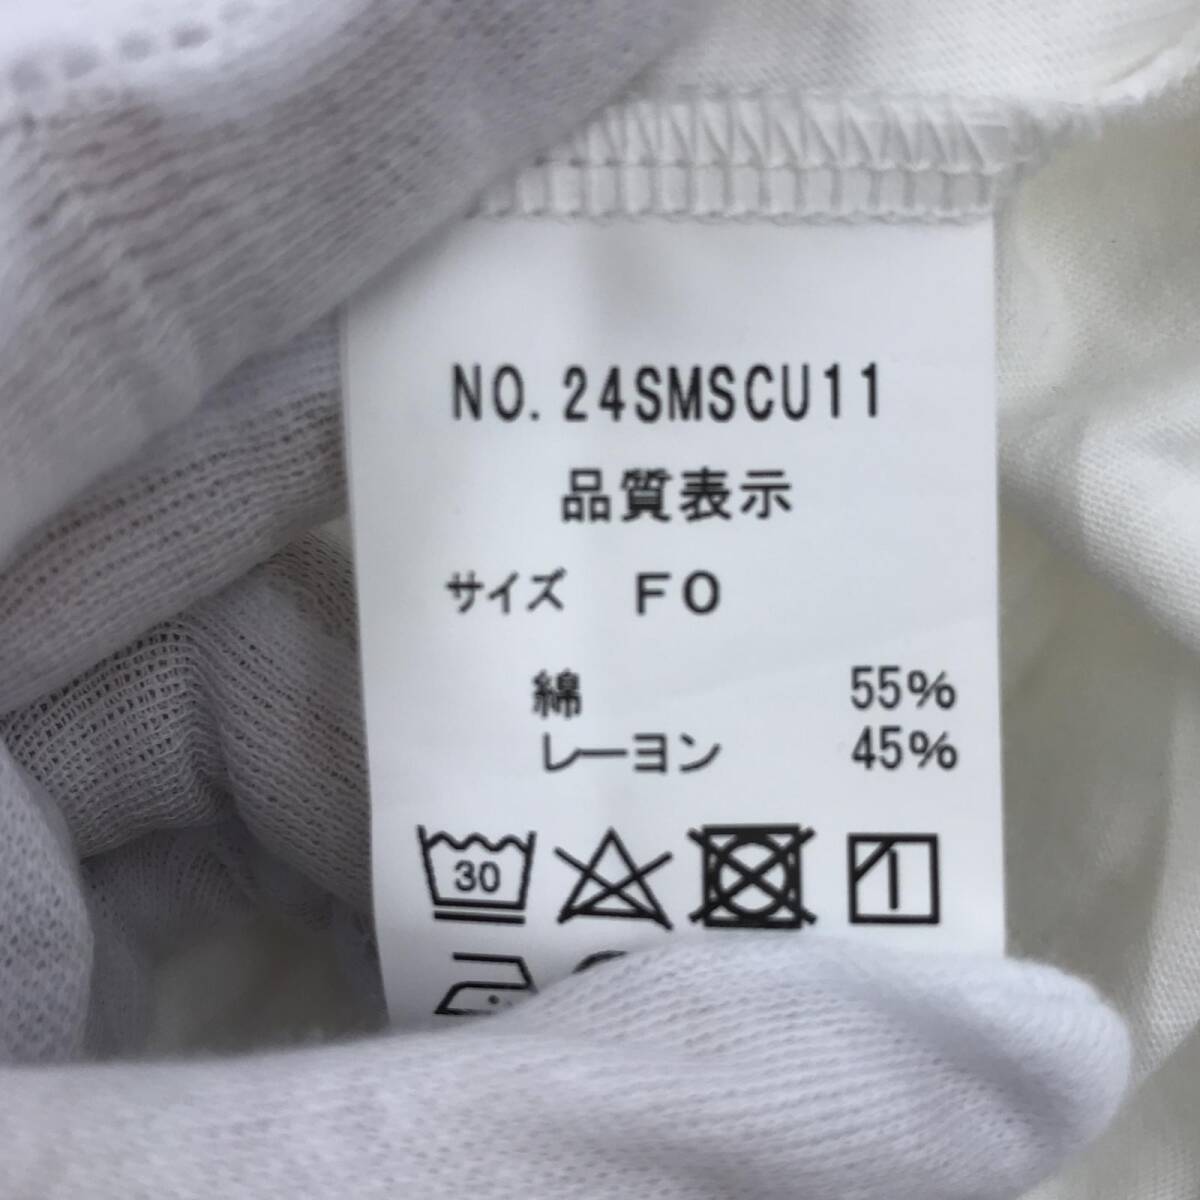 NO. 24SMSCU11
品質表示
サイズ FO
綿 55%
レーヨン 45%
30